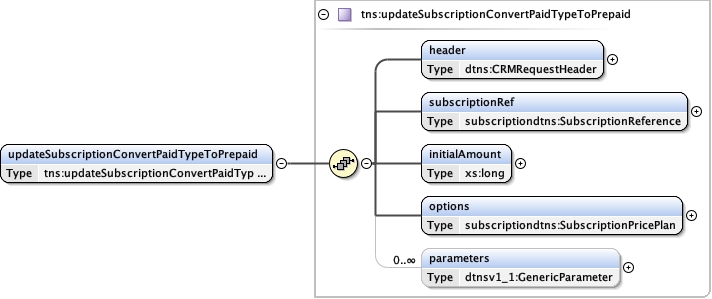 tns:updateSubscriptionConvertPaidTypeToPrepaid
header
Type dtns:CRMRequestHeader
subscriptionRef
Type subscriptiondtns:SubscriptionReference
updateSubscriptionConvertPaidTypeToPrepaid
Type tns:updateSubscriptionConvertPaidTyp ...
initialAmount
Type xs:long
options
Type subscriptiondtns:SubscriptionPricePlan
0..∞
parameters
Type dtnsv1_1:GenericParameter